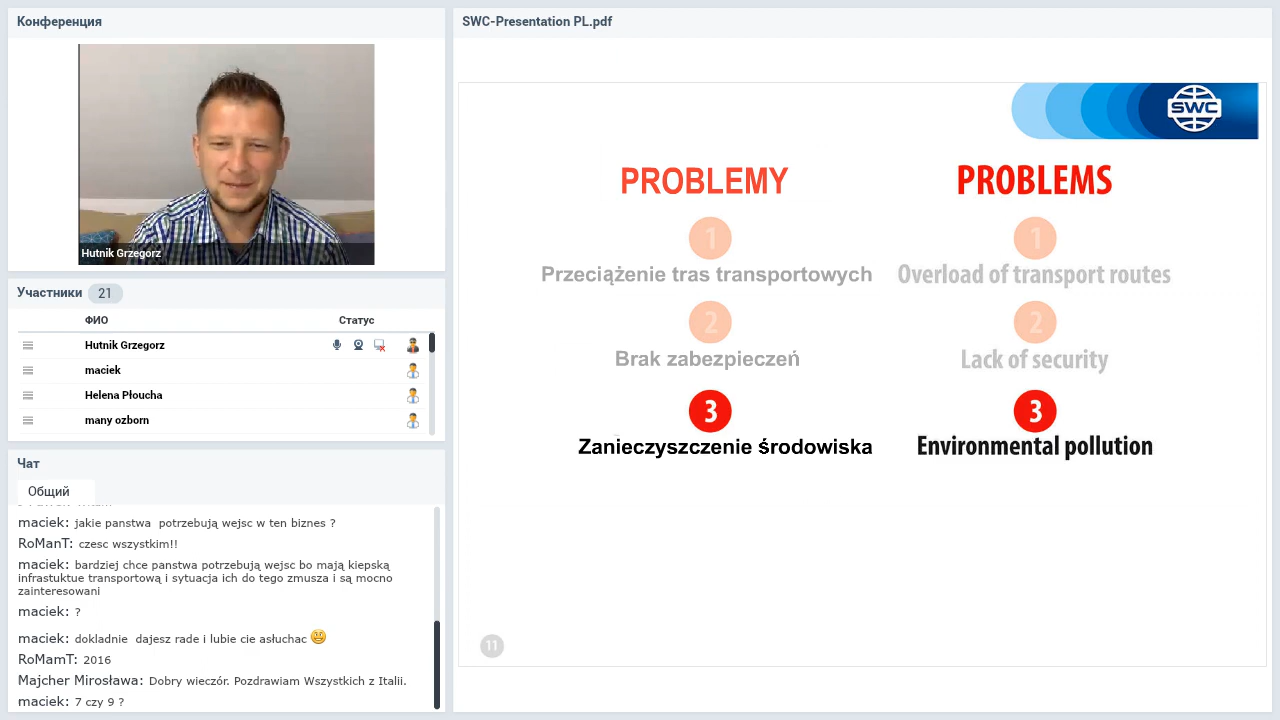 Конференция
Hutnik Grzegorz
Участники 21
ФИО Статус
Hutnik Grzegorz
maciek
Helena Płoucha
many ozborn
Чат
Общий
maciek: jakie panstwa potrzebują wejsc w ten biznes ?
RoManT: czesc wszystkim!!
maciek: bardziej chce panstwa potrzebują wejsc bo mają kiepską
infrastuktue transportową i sytuacja ich do tego zmusza i są mocno
zainteresowani
maciek: ?
maciek: dokladnie dajesz rade i lubie cie asłuchac
RoMamT: 2016
Majcher Mirosława: Dobry wieczór. Pozdrawiam Wszystkich z Italii.
maciek: 7 czy 9 ?
SWC-Presentation PL.pdf
SWC
PROBLEMY
1
Przeciążenie tras transportowych
2
Brak zabezpieczeń
3
Zanieczyszczenie środowiska
PROBLEMS
1
Overload of transport routes
2
Lack of security
3
Environmental pollution
11